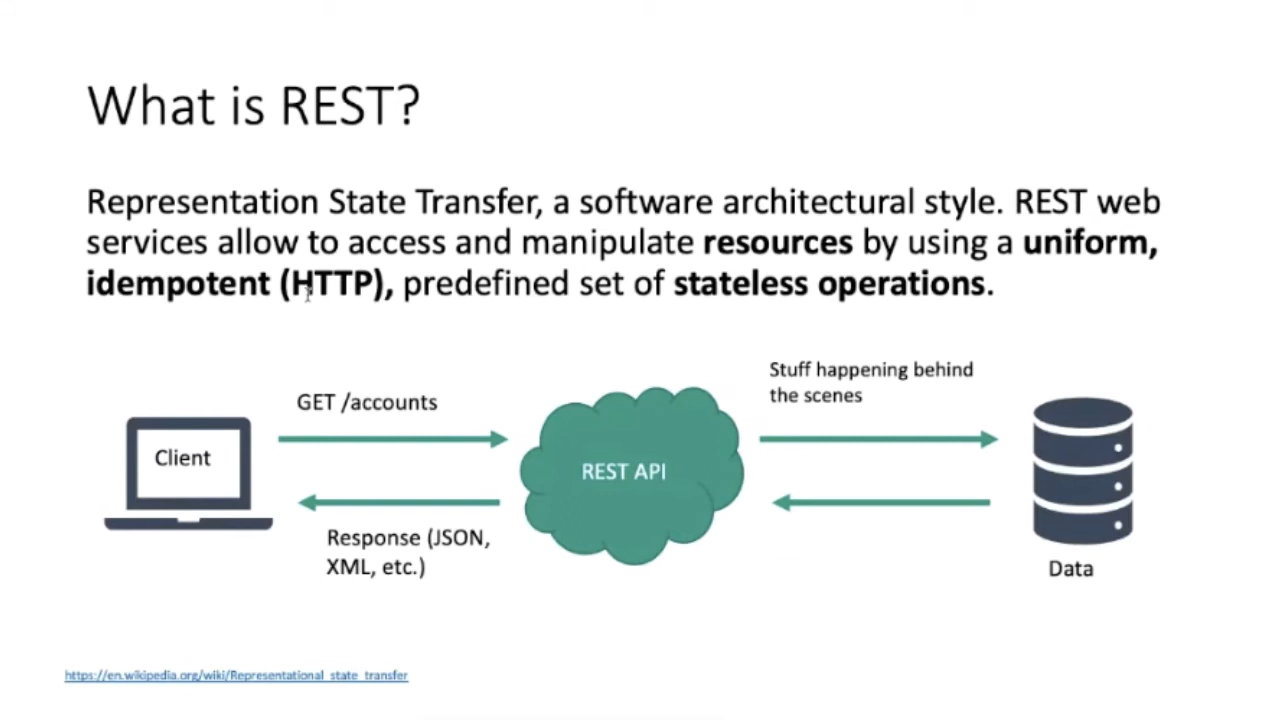 What is REST?
Representation State Transfer, a software architectural style. REST web
services allow to access and manipulate resources by using a uniform,
idempotent (HTTP), predefined set of stateless operations.
Stuff happening behind
the scenes
GET /accounts
Client
REST API
Response (JSON,
XML, etc.)
Data
https://en.wikipedia.org/wiki/Representational_state_transfer